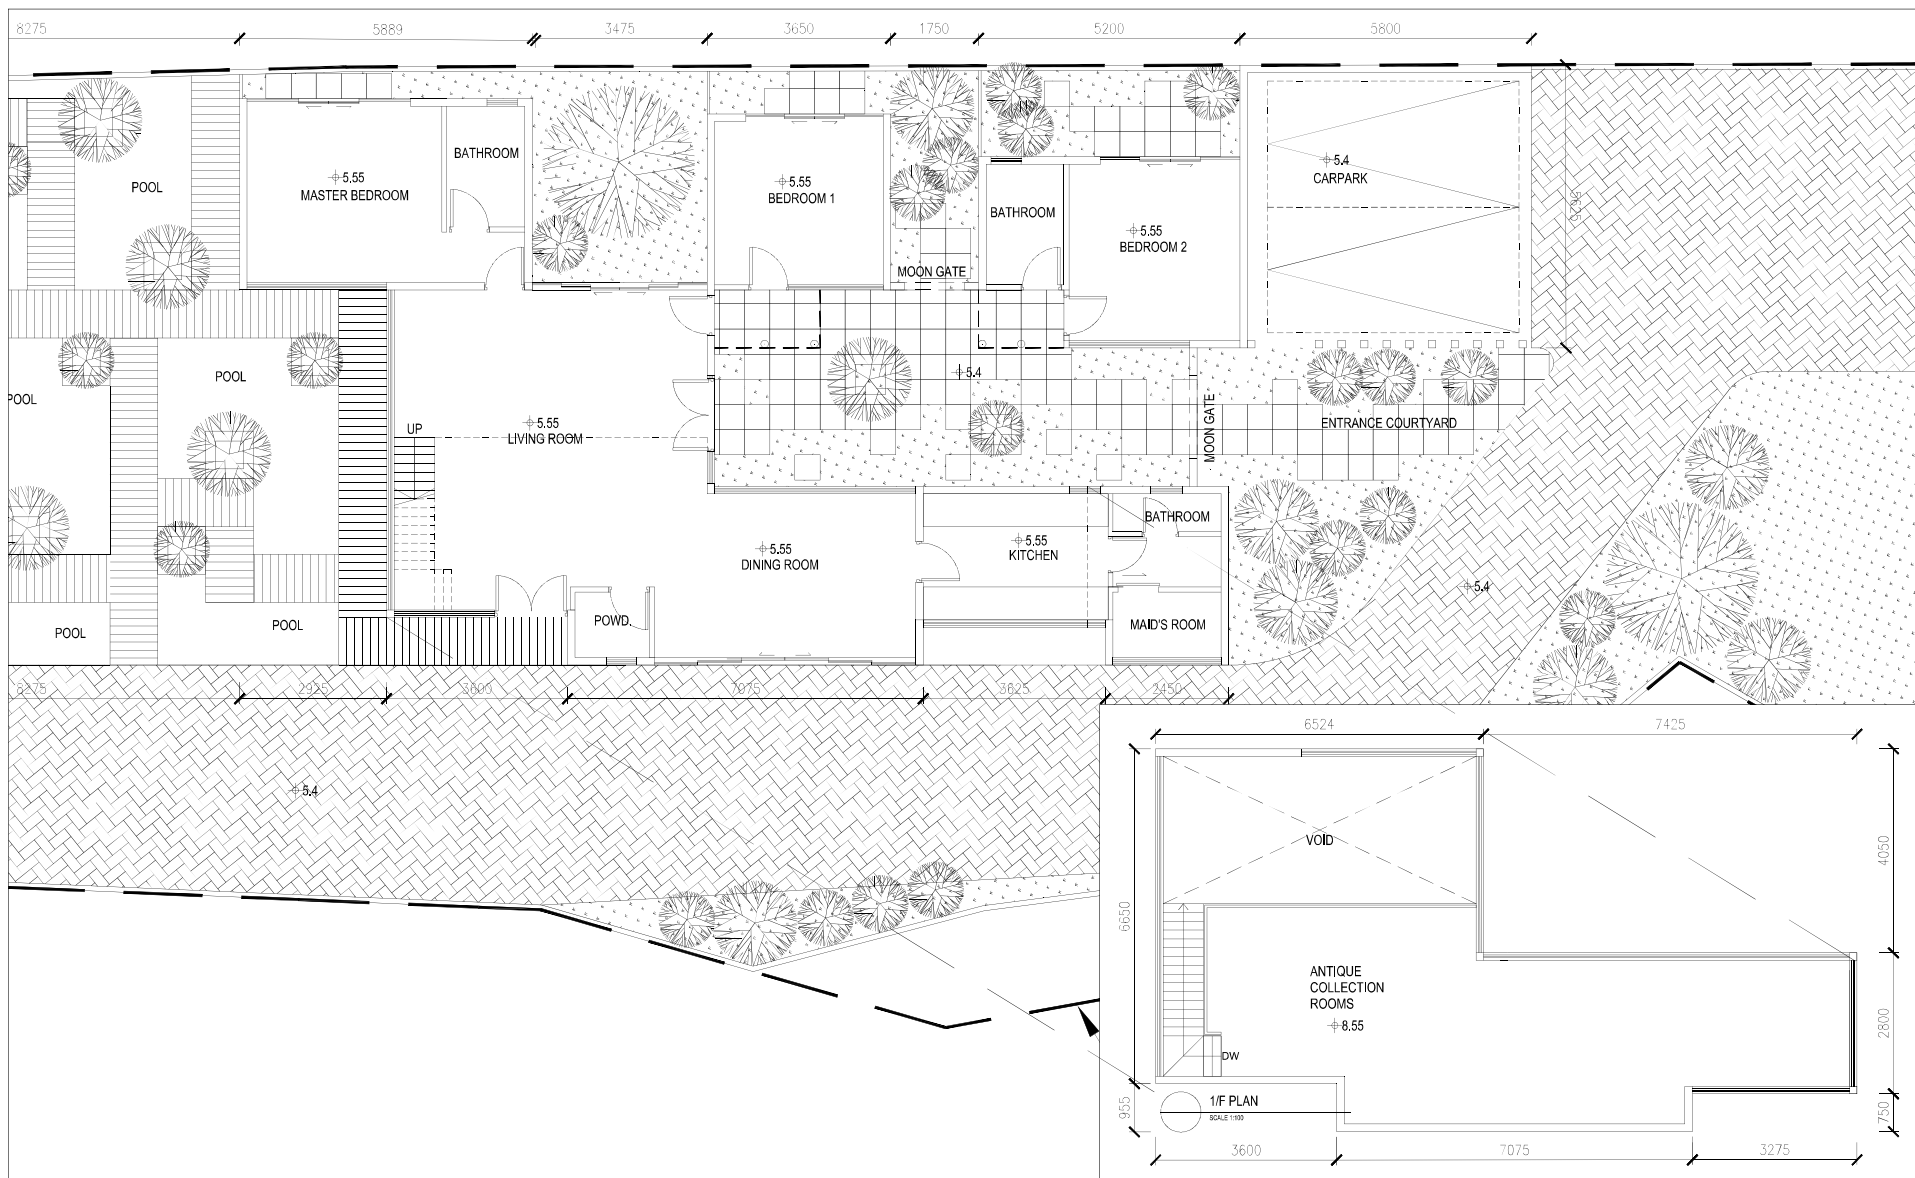 8275
5889
3475
3650
1750
5200
5800
BATHROOM
5.4
CARPARK
5.55
MASTER BEDROOM
POOL
5.55
BEDROOM 1
BATHROOM
5.55
BEDROOM 2
5625
MOON GATE
POOL
5.4
POOL
MOON GATE
ENTRANCE COURTYARD
UP
5.55
LIVING ROOM
BATHROOM
5.55
KITCHEN
5.55
DINING ROOM
5.4
POWD.
MAID'S ROOM
POOL
POOL
8275
2925
3600
7075
3625
2450
5.4
6524
7425
VOID
4050
6650
ANTIQUE
COLLECTION
ROOMS
8.55
2800
DW
955
1/F PLAN
SCALE 1:100
750
3600
7075
3275